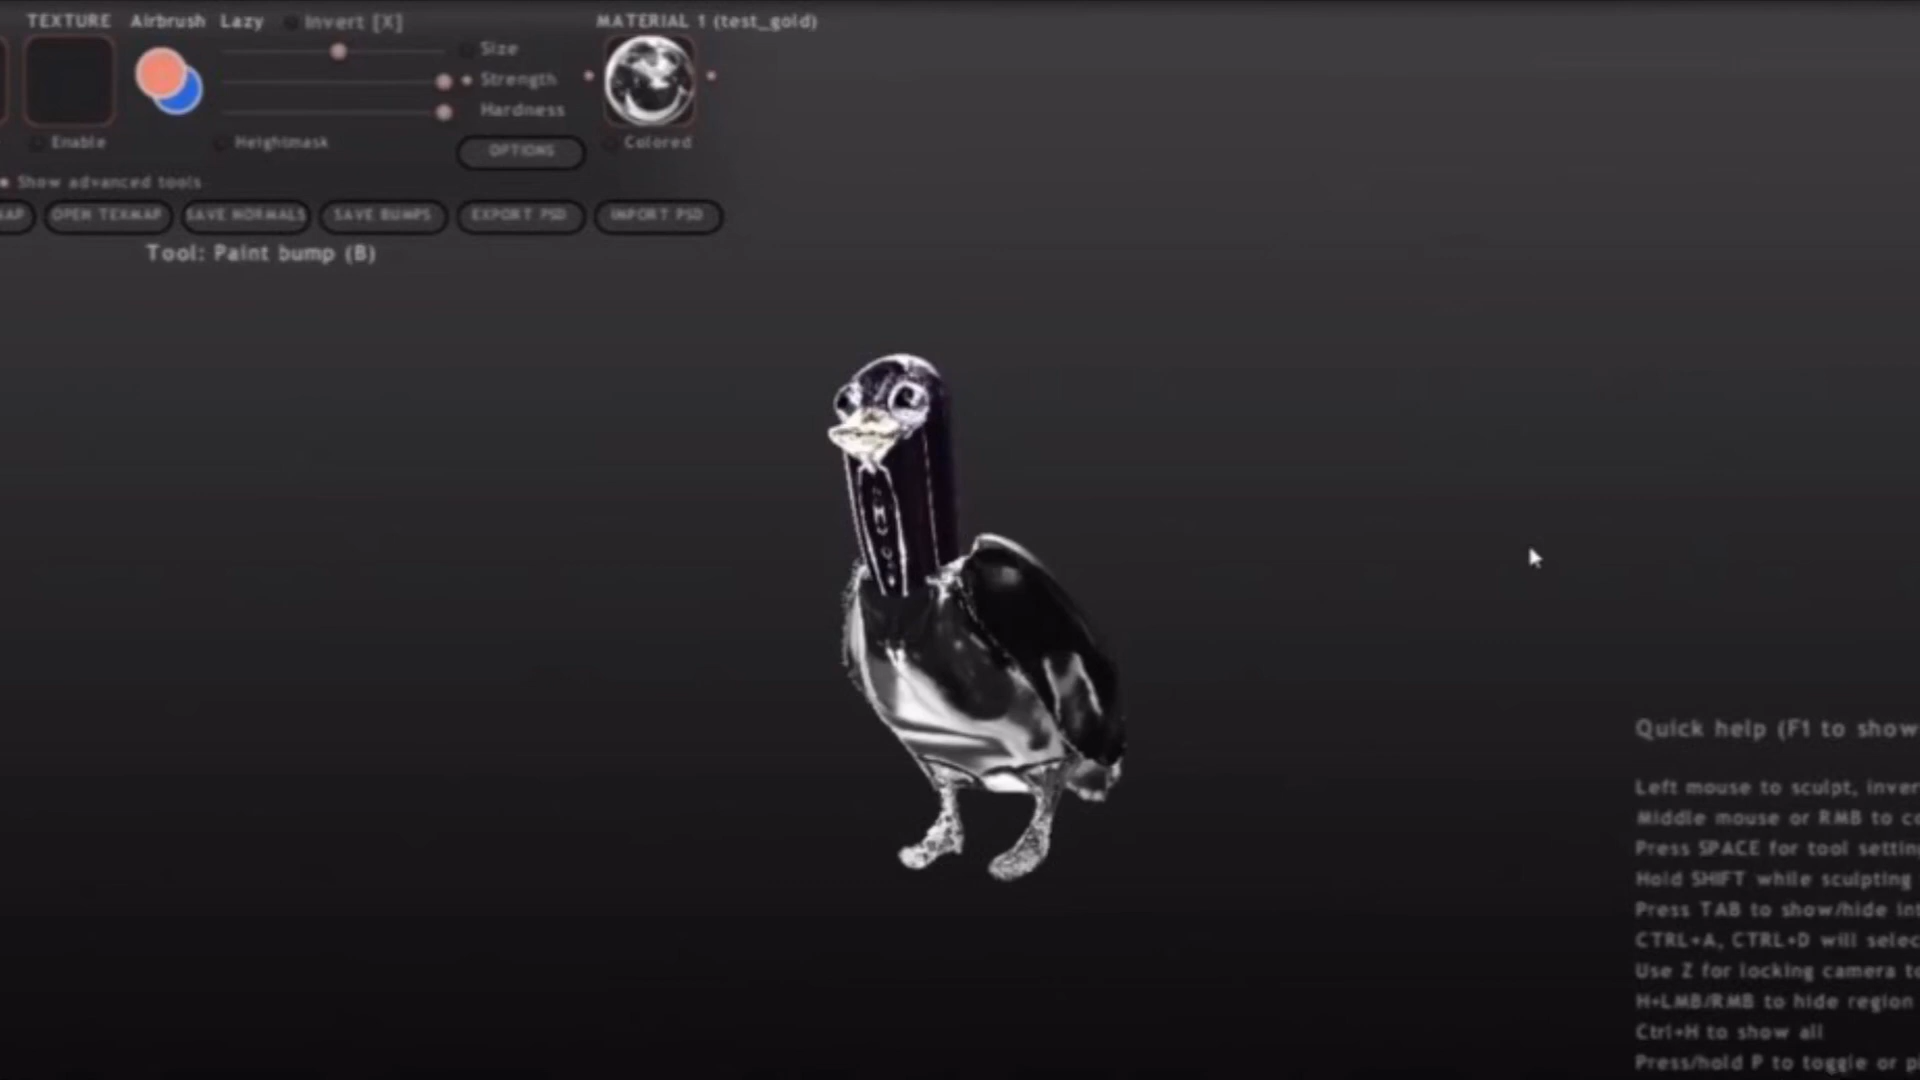 TEXTURE Airbrush Lazy Invert [X] MATERIAL 1 (test_gold)
Size
Strength
Hardness
Enable Heightmask OPTIONS Colored
Show advanced tools
OPEN TEXMAP SAVE NORMALS SAVE BUMPS EXPORT PSD IMPORT PSD
Tool: Paint bump (B)
Quick help (F1 to show
Left mouse to sculpt, inver
Middle mouse or RMB to co
Press SPACE for tool settin
Hold SHIFT while sculpting
Press TAB to show/hide int
CTRL+A, CTRL+D will selec
Use Z for locking camera to
H+LMB/RMB to hide region
Ctrl+H to show all
Press/hold P to toggle or p